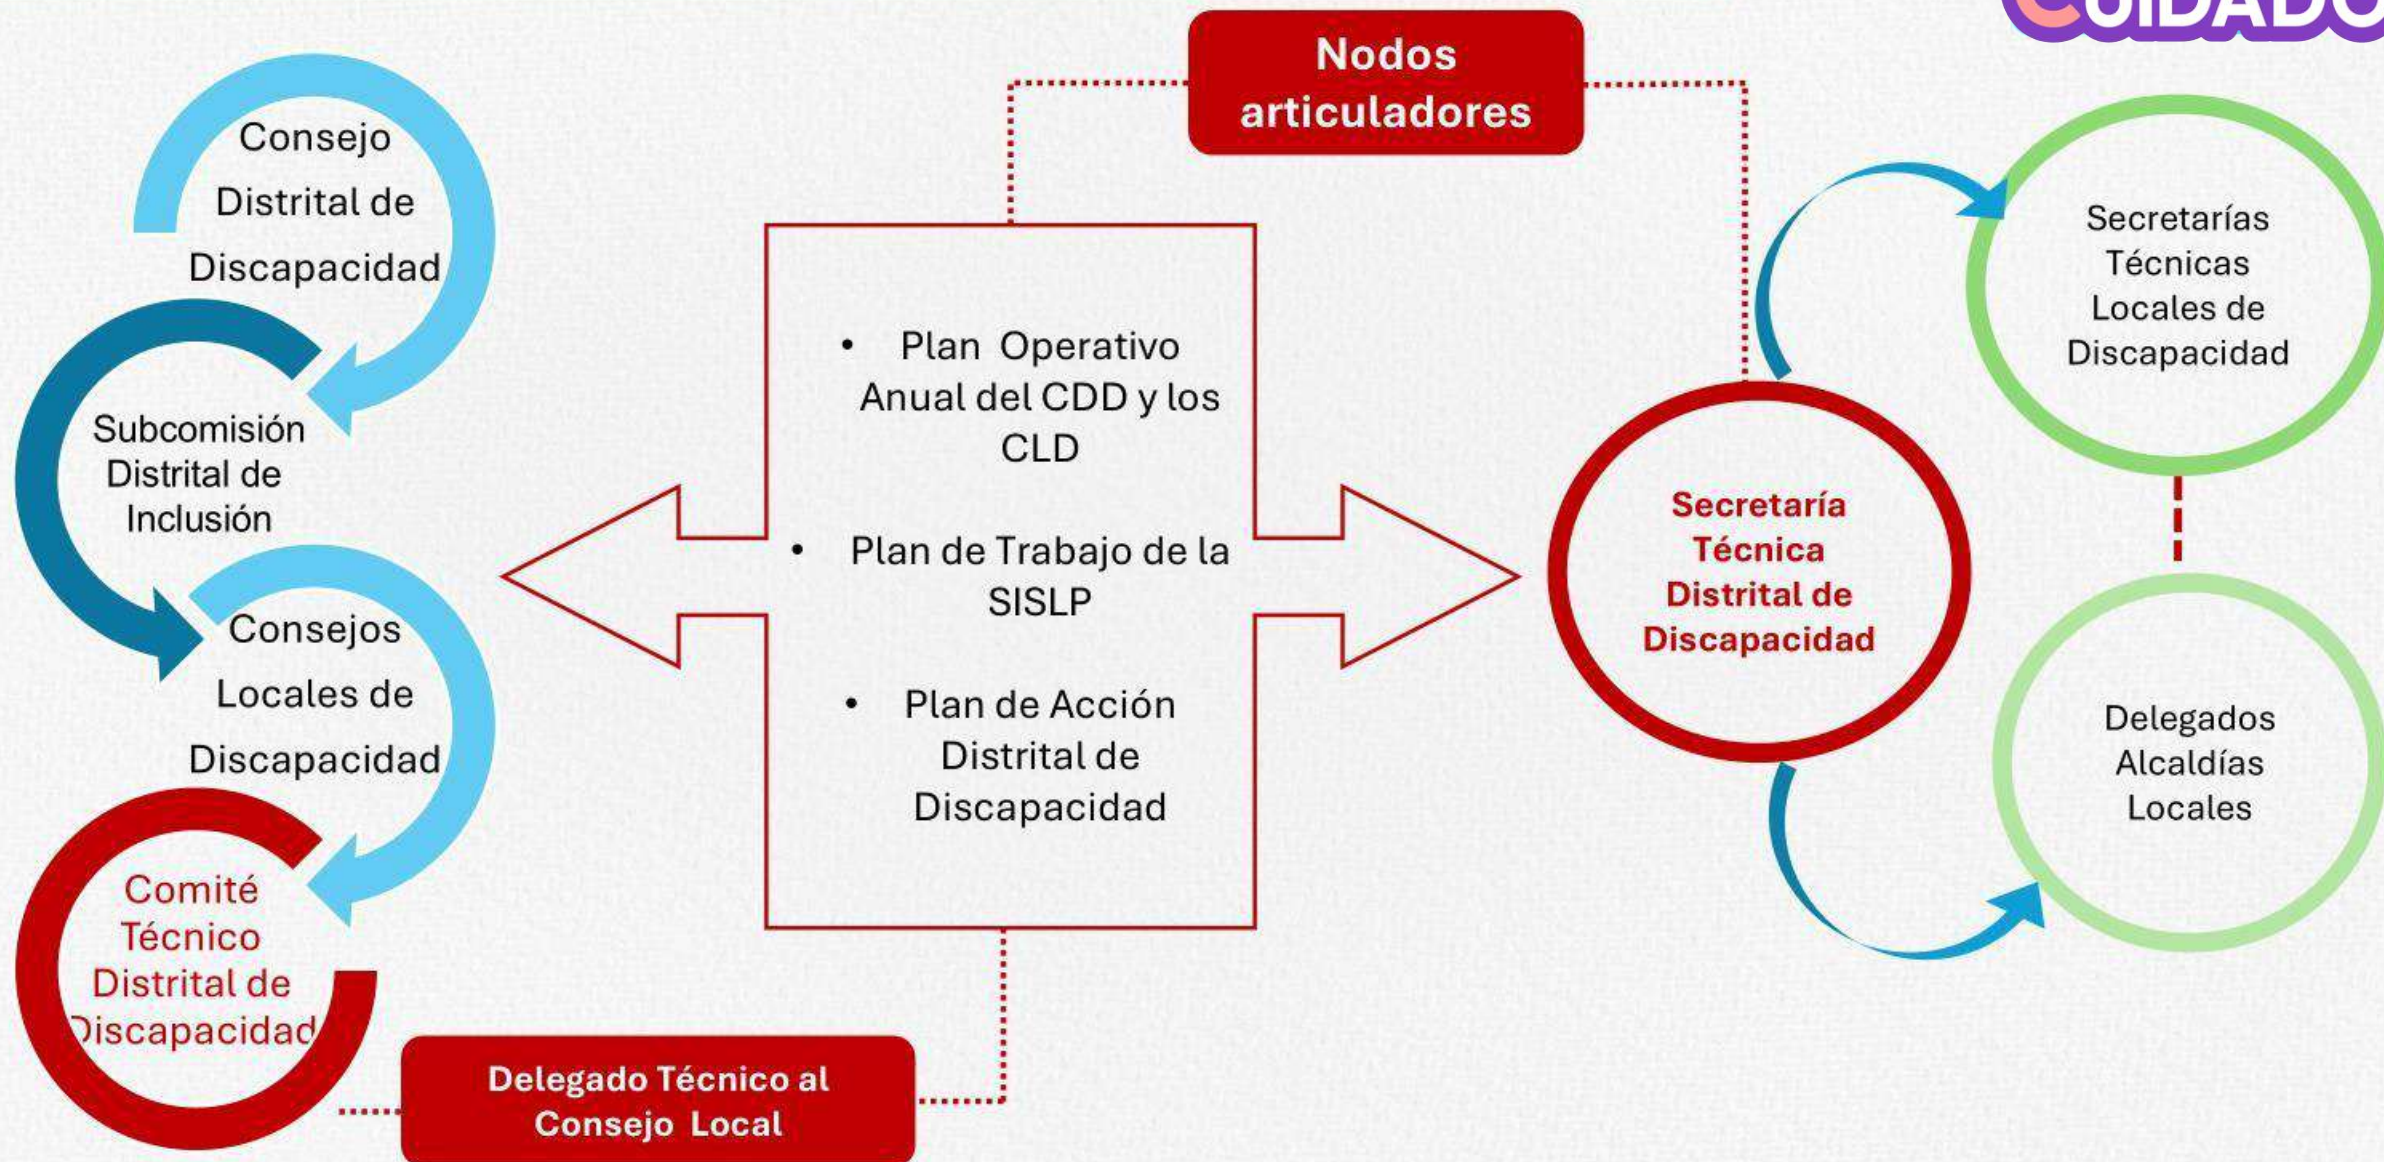 CUIDADO
Nodos
articuladores
Consejo
Distrital de
Discapacidad
Subcomisión
Distrital de
Inclusión
Consejos
Locales de
Discapacidad
Comité
Técnico
Distrital de
Discapacidad
• Plan Operativo
Anual del CDD y los
CLD
• Plan de Trabajo de la
SISLP
• Plan de Acción
Distrital de
Discapacidad
Delegado Técnico al
Consejo Local
Secretaría
Técnica
Distrital de
Discapacidad
Secretarías
Técnicas
Locales de
Discapacidad
Delegados
Alcaldías
Locales